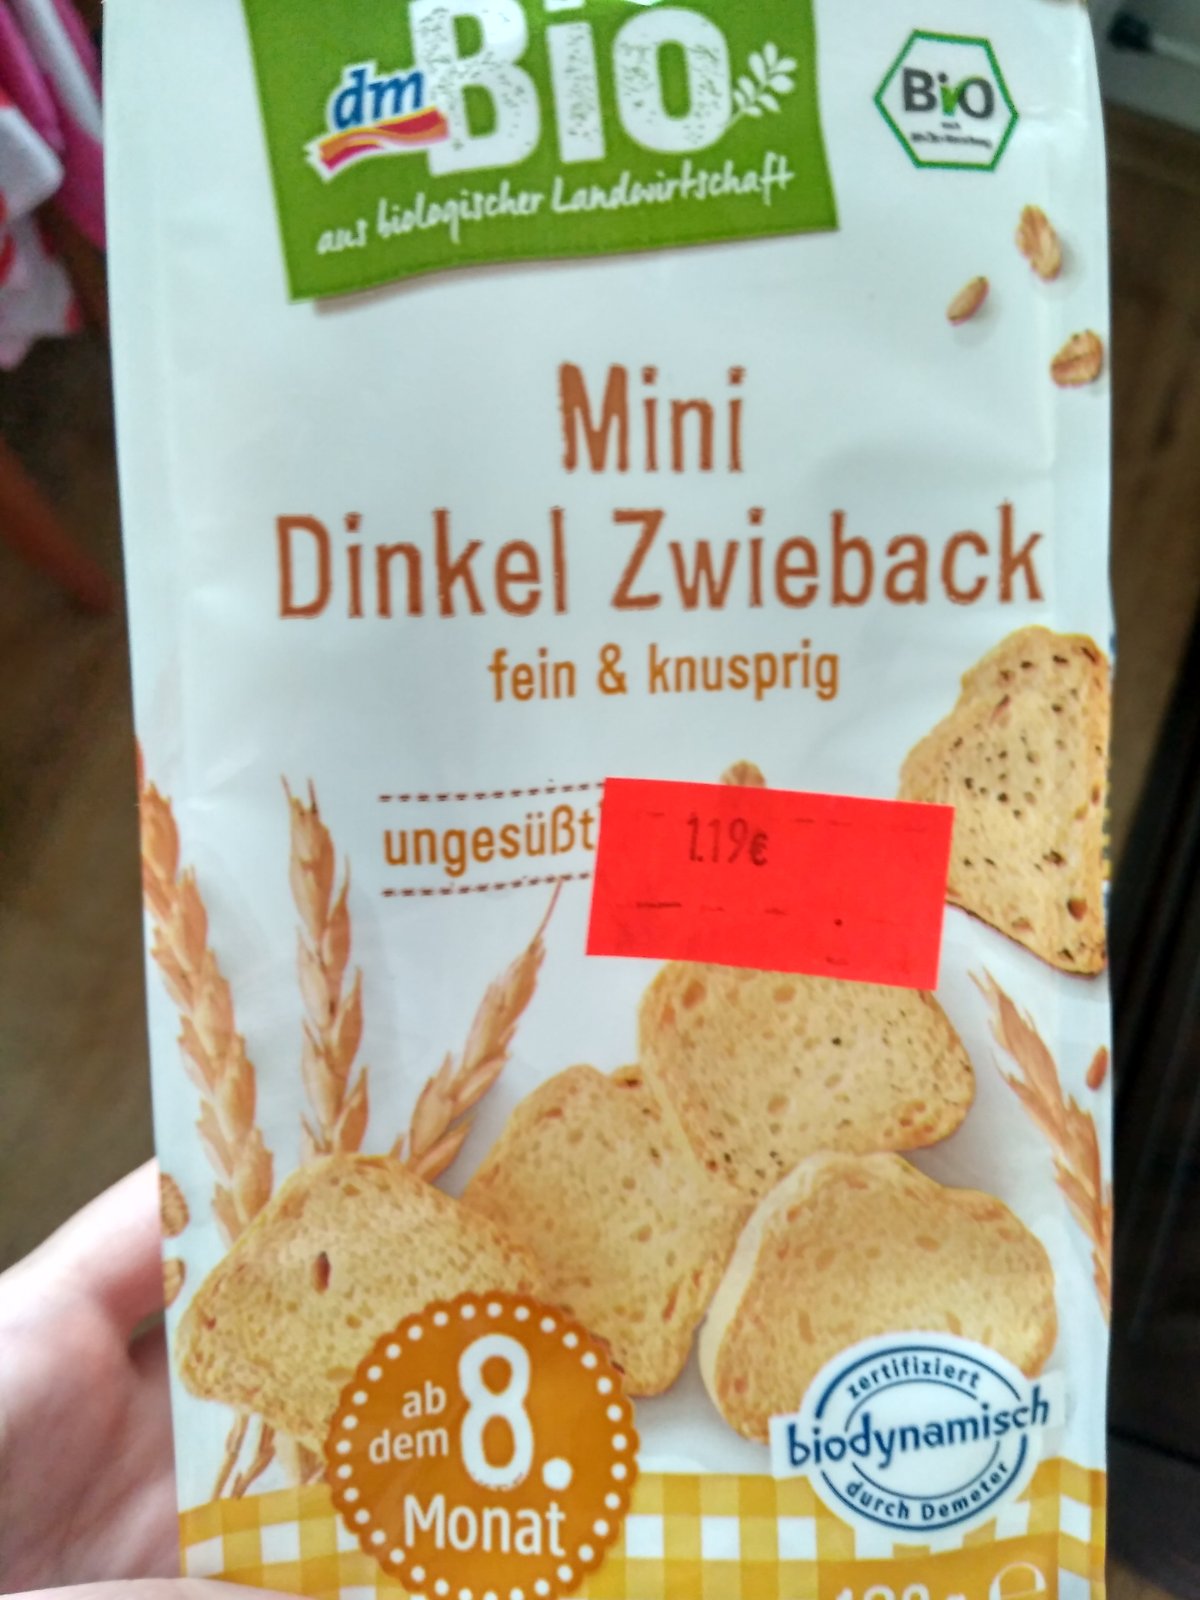 dm
Bio
aus biologischer Landwirtschaft
BiO
nach
Mini
Dinkel Zwieback
fein & knusprig
ungesüßt
1.19€
ab
dem
8.
Monat
zertifiziert
biodynamisch
durch Demeter